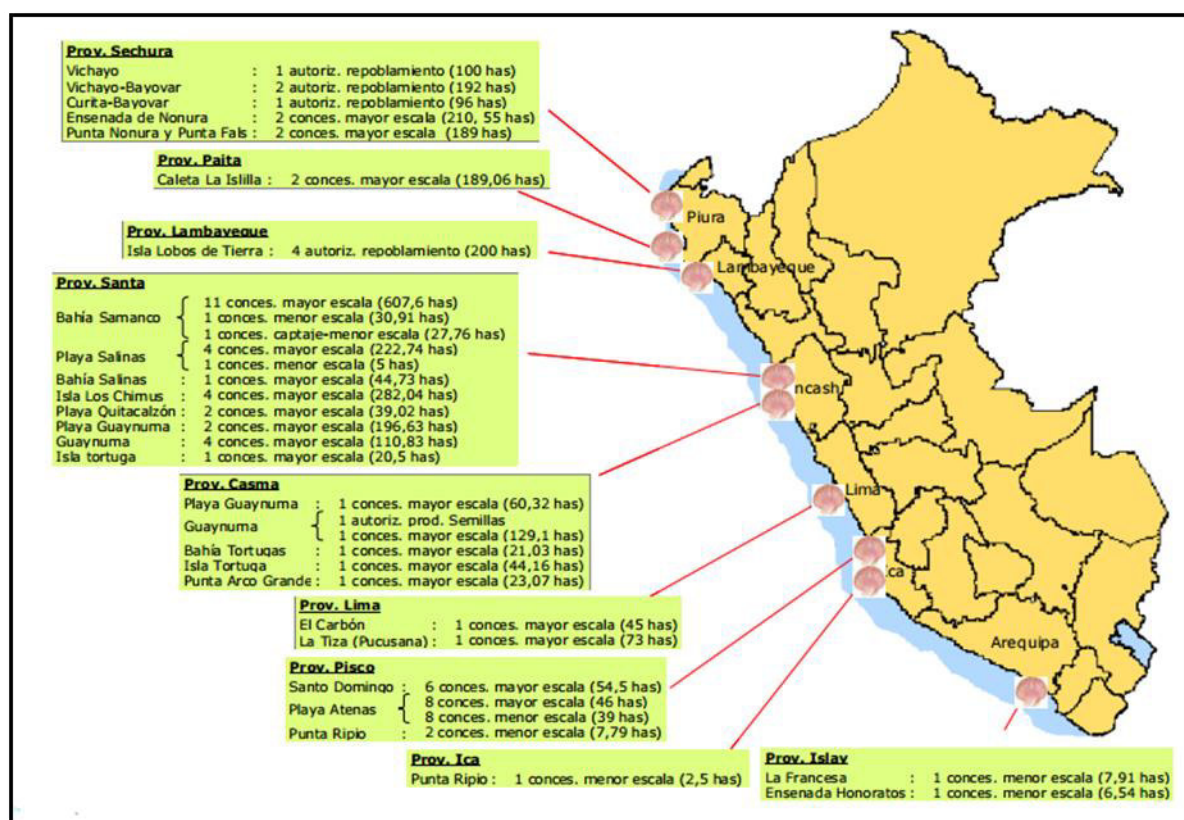 Prov. Sechura
Vichayo : 1 autoriz. repoblamiento (100 has)
Vichayo-Bayovar : 2 autoriz. repoblamiento (192 has)
Curita-Bayovar : 1 autoriz. repoblamiento (96 has)
Ensenada de Nonura : 2 conces. mayor escala (210, 55 has)
Punta Nonura y Punta Fals : 2 conces. mayor escala (189 has)
Prov. Paita
Caleta La Islilla : 2 conces. mayor escala (189,06 has)
Prov. Lambayeque
Isla Lobos de Tierra : 4 autoriz. repoblamiento (200 has)
Prov. Santa
Bahía Samanco
11 conces. mayor escala (607,6 has)
1 conces. menor escala (30,91 has)
1 conces. captaje-menor escala (27,76 has)
Playa Salinas
4 conces. mayor escala (222,74 has)
1 conces. menor escala (5 has)
Bahía Salinas : 1 conces. mayor escala (44,73 has)
Isla Los Chimus : 4 conces. mayor escala (282,04 has)
Playa Quitacalzón : 2 conces. mayor escala (39,02 has)
Playa Guaynuma : 2 conces. mayor escala (196,63 has)
Guaynuma : 4 conces. mayor escala (110,83 has)
Isla tortuga : 1 conces. mayor escala (20,5 has)
Prov. Casma
Playa Guaynuma : 1 conces. mayor escala (60,32 has)
Guaynuma
1 autoriz. prod. Semillas
1 conces. mayor escala (129,1 has)
Bahía Tortugas : 1 conces. mayor escala (21,03 has)
Isla Tortuga : 1 conces. mayor escala (44,16 has)
Punta Arco Grande : 1 conces. mayor escala (23,07 has)
Prov. Lima
El Carbón : 1 conces. mayor escala (45 has)
La Tiza (Pucusana) : 1 conces. mayor escala (73 has)
Prov. Pisco
Santo Domingo : 6 conces. mayor escala (54,5 has)
Playa Atenas
8 conces. mayor escala (46 has)
8 conces. menor escala (39 has)
Punta Ripio : 2 conces. menor escala (7,79 has)
Prov. Ica
Punta Ripio : 1 conces. menor escala (2,5 has)
Prov. Islay
La Francesa : 1 conces. menor escala (7,91 has)
Ensenada Honoratos : 1 conces. menor escala (6,54 has)
Piura
Lambayeque
ncash
Lima
ca
Arequipa